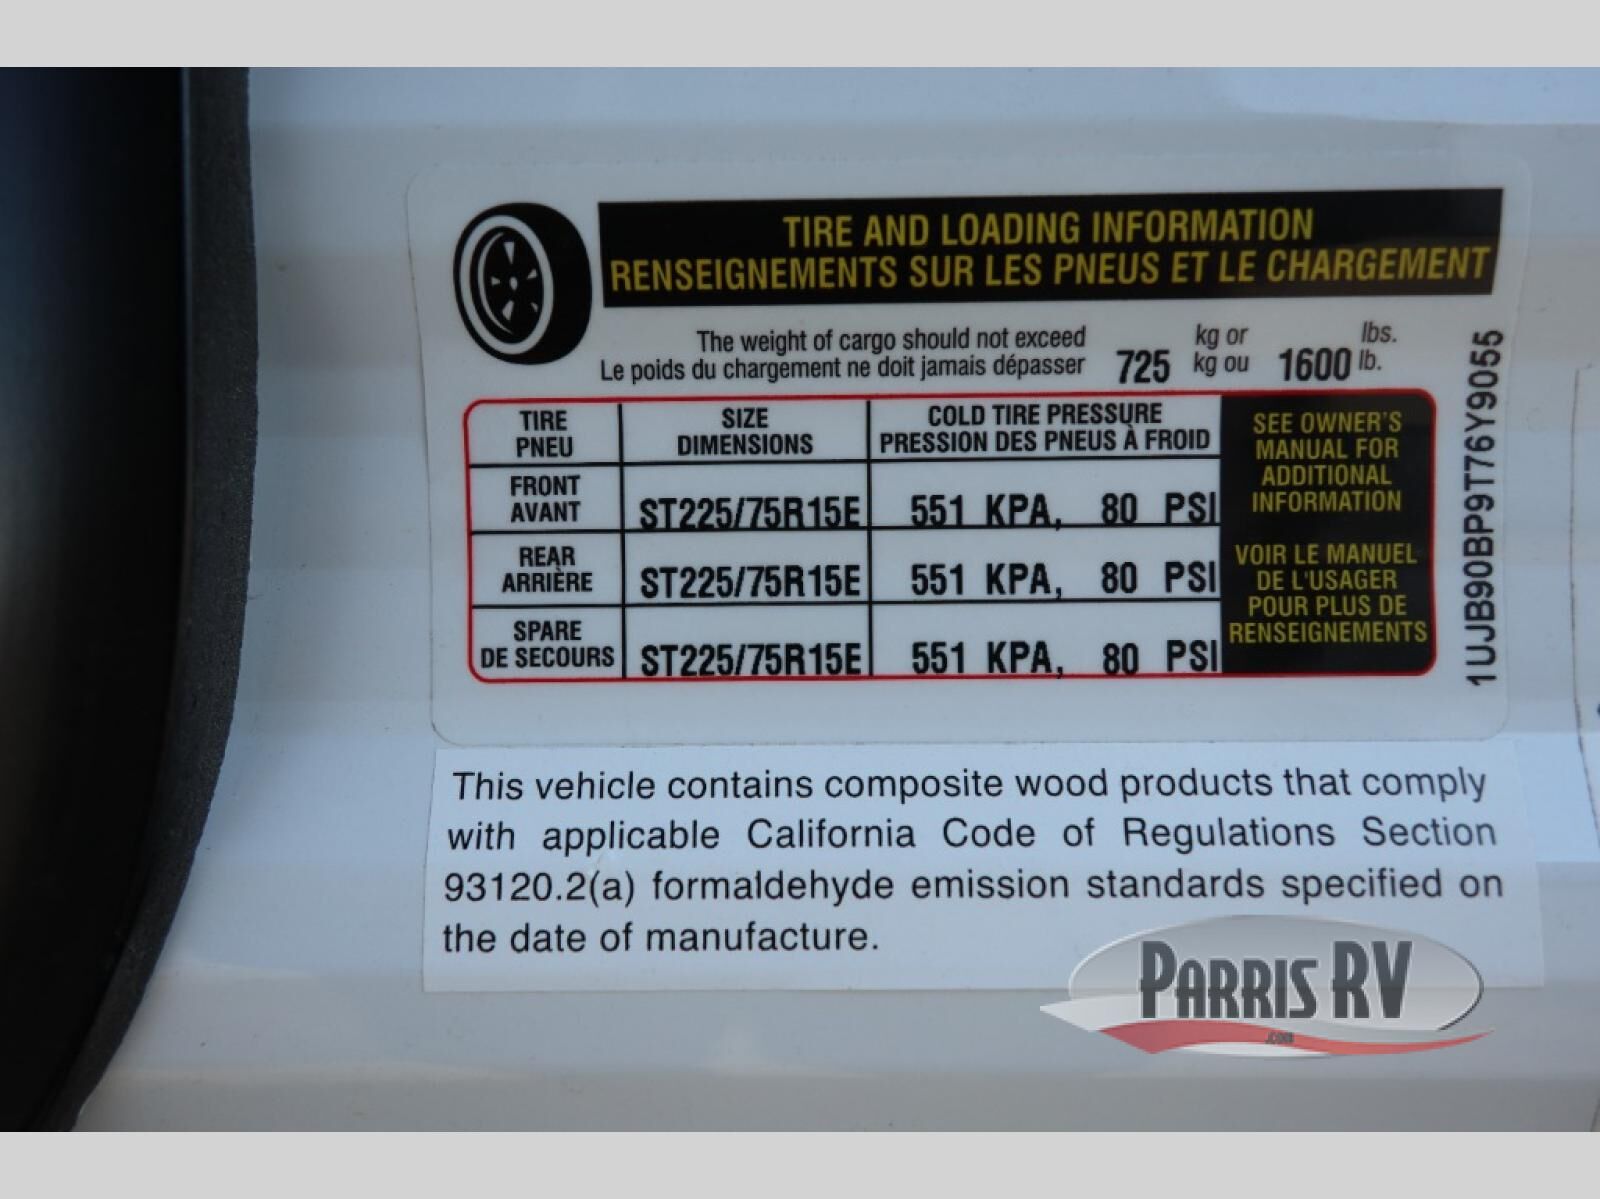 TIRE AND LOADING INFORMATION
RENSEIGNEMENTS SUR LES PNEUS ET LE CHARGEMENT
The weight of cargo should not exceed
Le poids du chargement ne doit jamais dépasser
725
kg or
kg ou
1600
lbs.
lb.
TIRE
PNEU
SIZE
DIMENSIONS
COLD TIRE PRESSURE
PRESSION DES PNEUS À FROID
FRONT
AVANT
ST225/75R15E
551 KPA, 80 PSI
REAR
ARRIÈRE
ST225/75R15E
551 KPA, 80 PSI
SPARE
DE SECOURS
ST225/75R15E
551 KPA, 80 PSI
SEE OWNER'S
MANUAL FOR
ADDITIONAL
INFORMATION
VOIR LE MANUEL
DE L'USAGER
POUR PLUS DE
RENSEIGNEMENTS
1UJB90BP9T76Y9055
This vehicle contains composite wood products that comply
with applicable California Code of Regulations Section
93120.2(a) formaldehyde emission standards specified on
the date of manufacture.
PARRIS RV
.COM